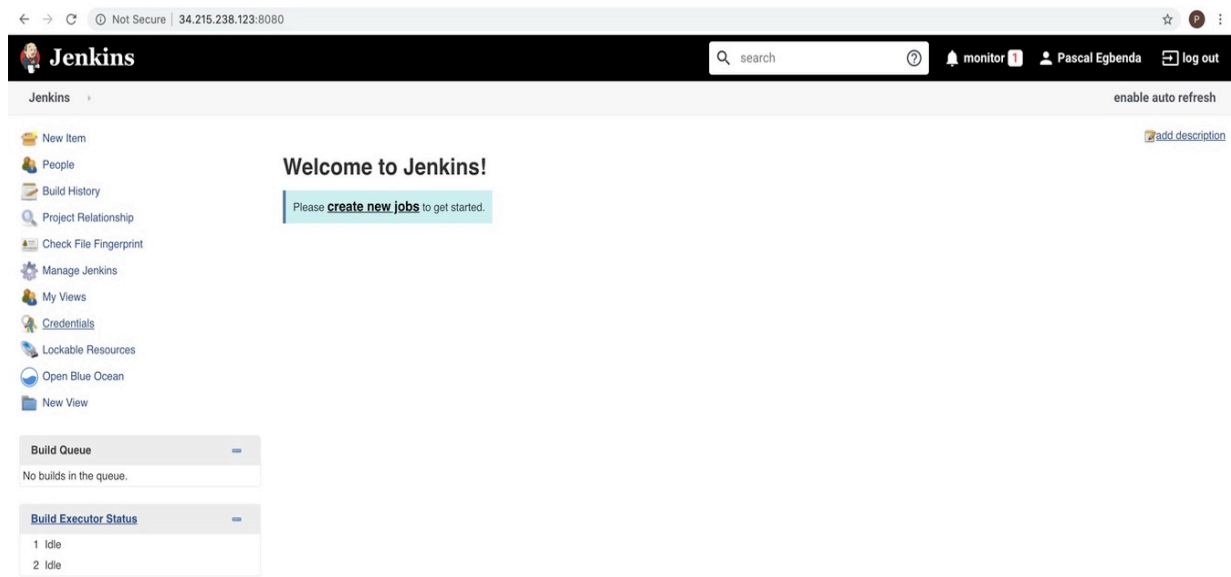 Not Secure | 34.215.238.123:8080
P
Jenkins
search
monitor 1
Pascal Egbenda
log out
Jenkins
enable auto refresh
add description
New Item
People
Build History
Project Relationship
Check File Fingerprint
Manage Jenkins
My Views
Credentials
Lockable Resources
Open Blue Ocean
New View
Welcome to Jenkins!
Please create new jobs to get started.
Build Queue
No builds in the queue.
Build Executor Status
1 Idle
2 Idle